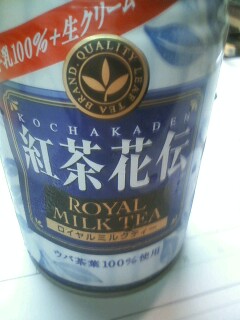 乳100%+生クリーム
BRAND, QUALITY LEAF TEA
KOCHAKADEN
紅茶花伝
ROYAL
MILK TEA
ロイヤルミルクティー
ウバ茶葉100%使用